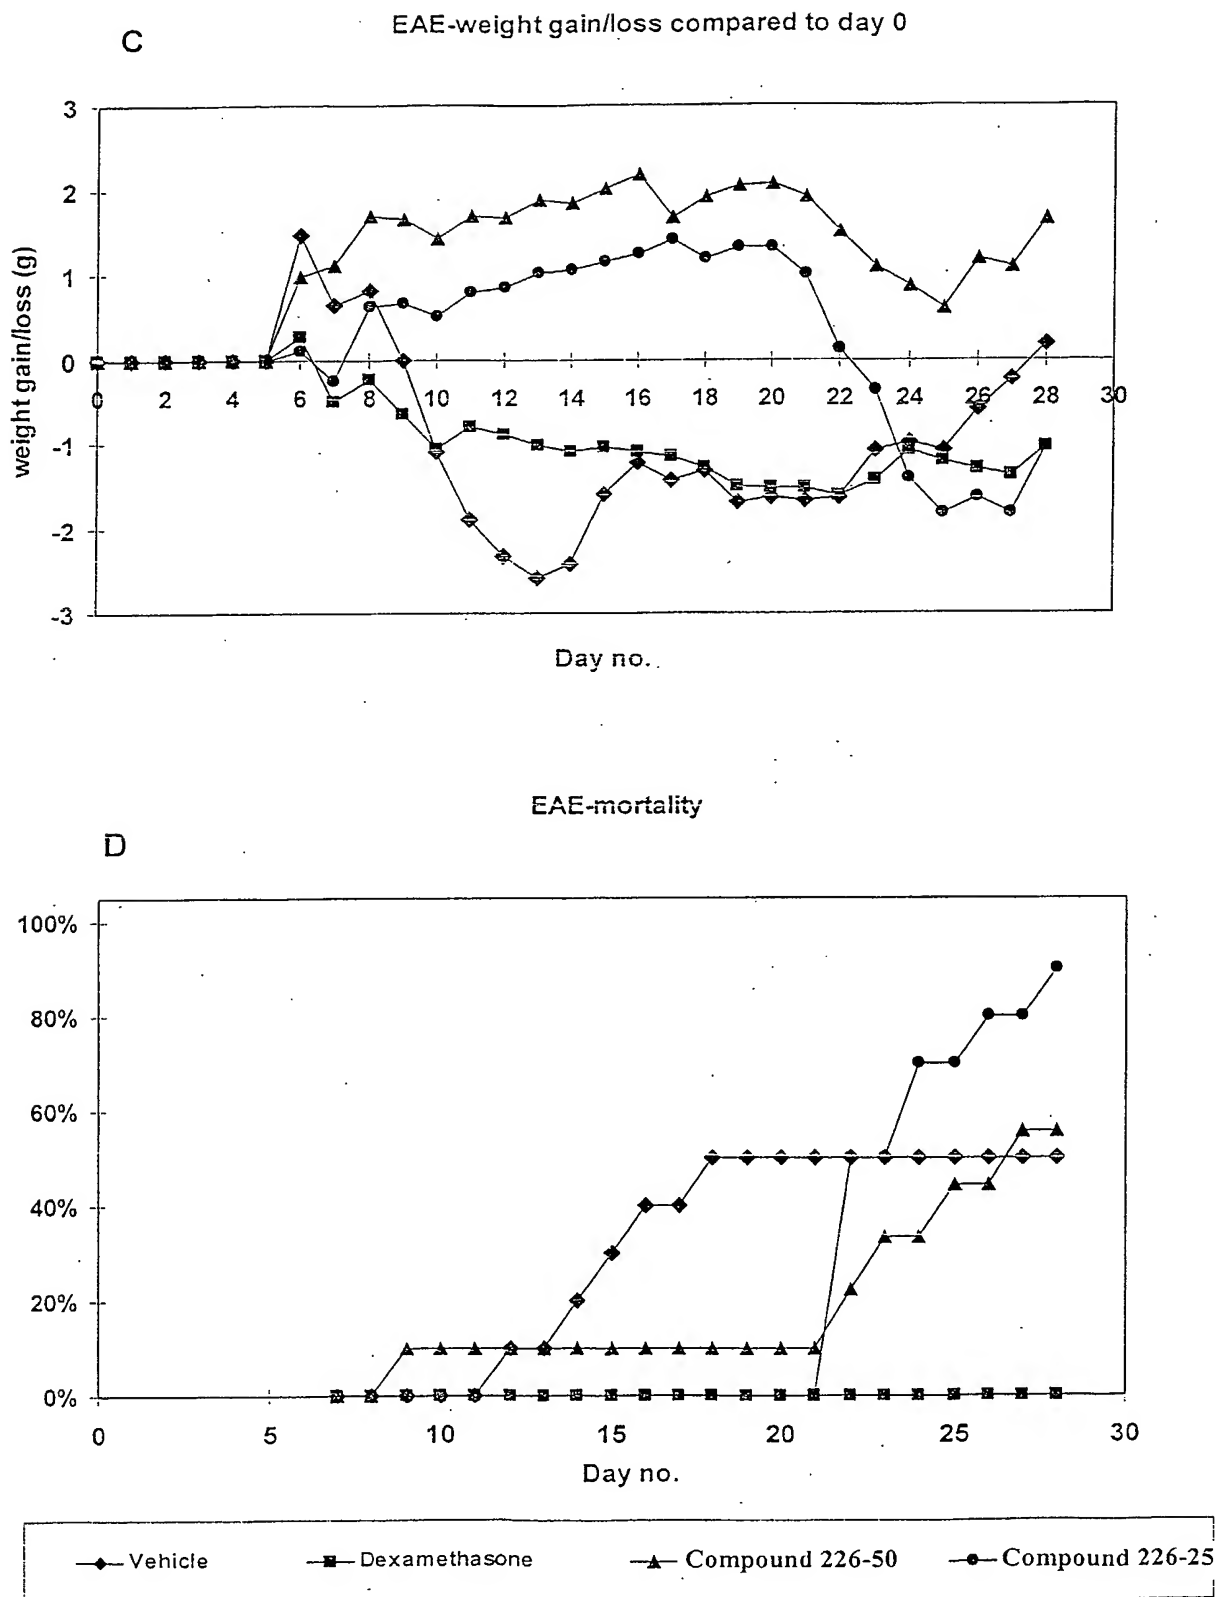 EAE-weight gain/loss compared to day 0
C
3
2
1
0
-1
-2
-3
weight gain/loss (g)
0 2 4 6 8 10 12 14 16 18 20 22 24 26 28 30
Day no.
EAE-mortality
D
100%
80%
60%
40%
20%
0%
0 5 10 15 20 25 30
Day no.
Vehicle Dexamethasone Compound 226-50 Compound 226-25